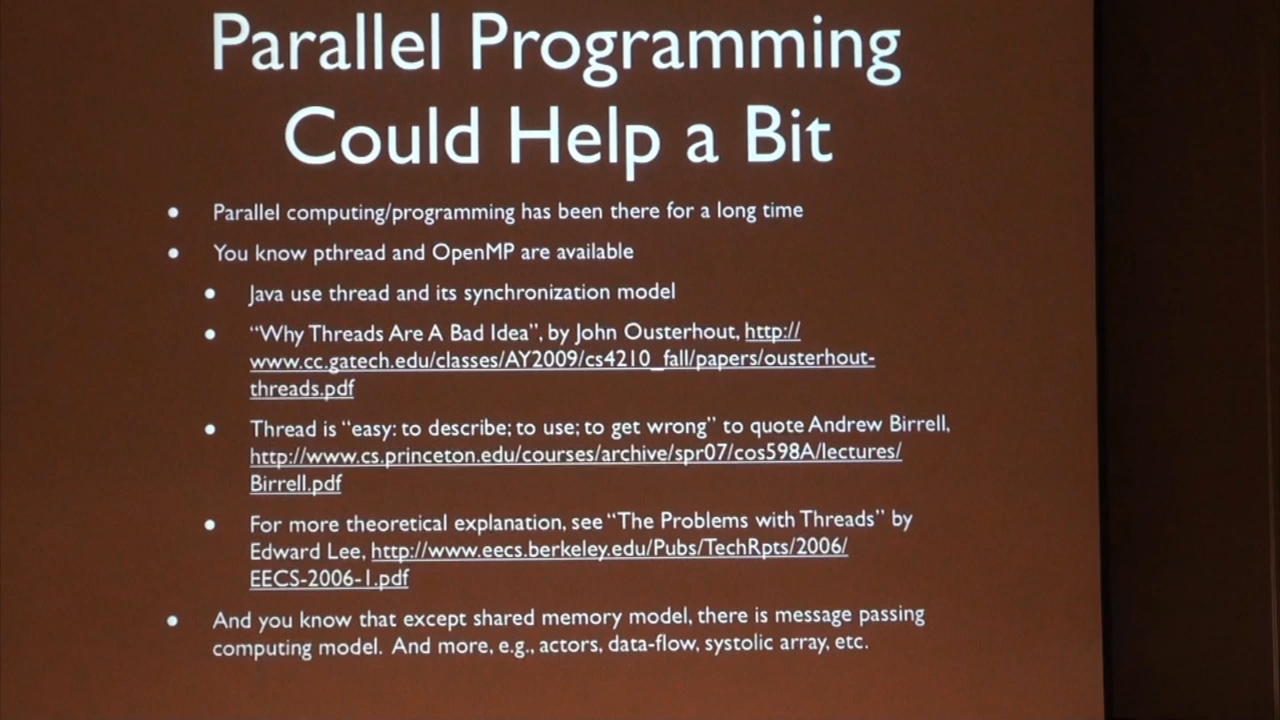 Parallel Programming
Could Help a Bit
• Parallel computing/programming has been there for a long time
• You know pthread and OpenMP are available
• Java use thread and its synchronization model
• “Why Threads Are A Bad Idea”, by John Ousterhout, http://
www.cc.gatech.edu/classes/AY2009/cs4210_fall/papers/ousterhout-
threads.pdf
• Thread is “easy: to describe; to use; to get wrong” to quote Andrew Birrell,
http://www.cs.princeton.edu/courses/archive/spr07/cos598A/lectures/
Birrell.pdf
• For more theoretical explanation, see “The Problems with Threads” by
Edward Lee, http://www.eecs.berkeley.edu/Pubs/TechRpts/2006/
EECS-2006-1.pdf
• And you know that except shared memory model, there is message passing
computing model. And more, e.g., actors, data-flow, systolic array, etc.